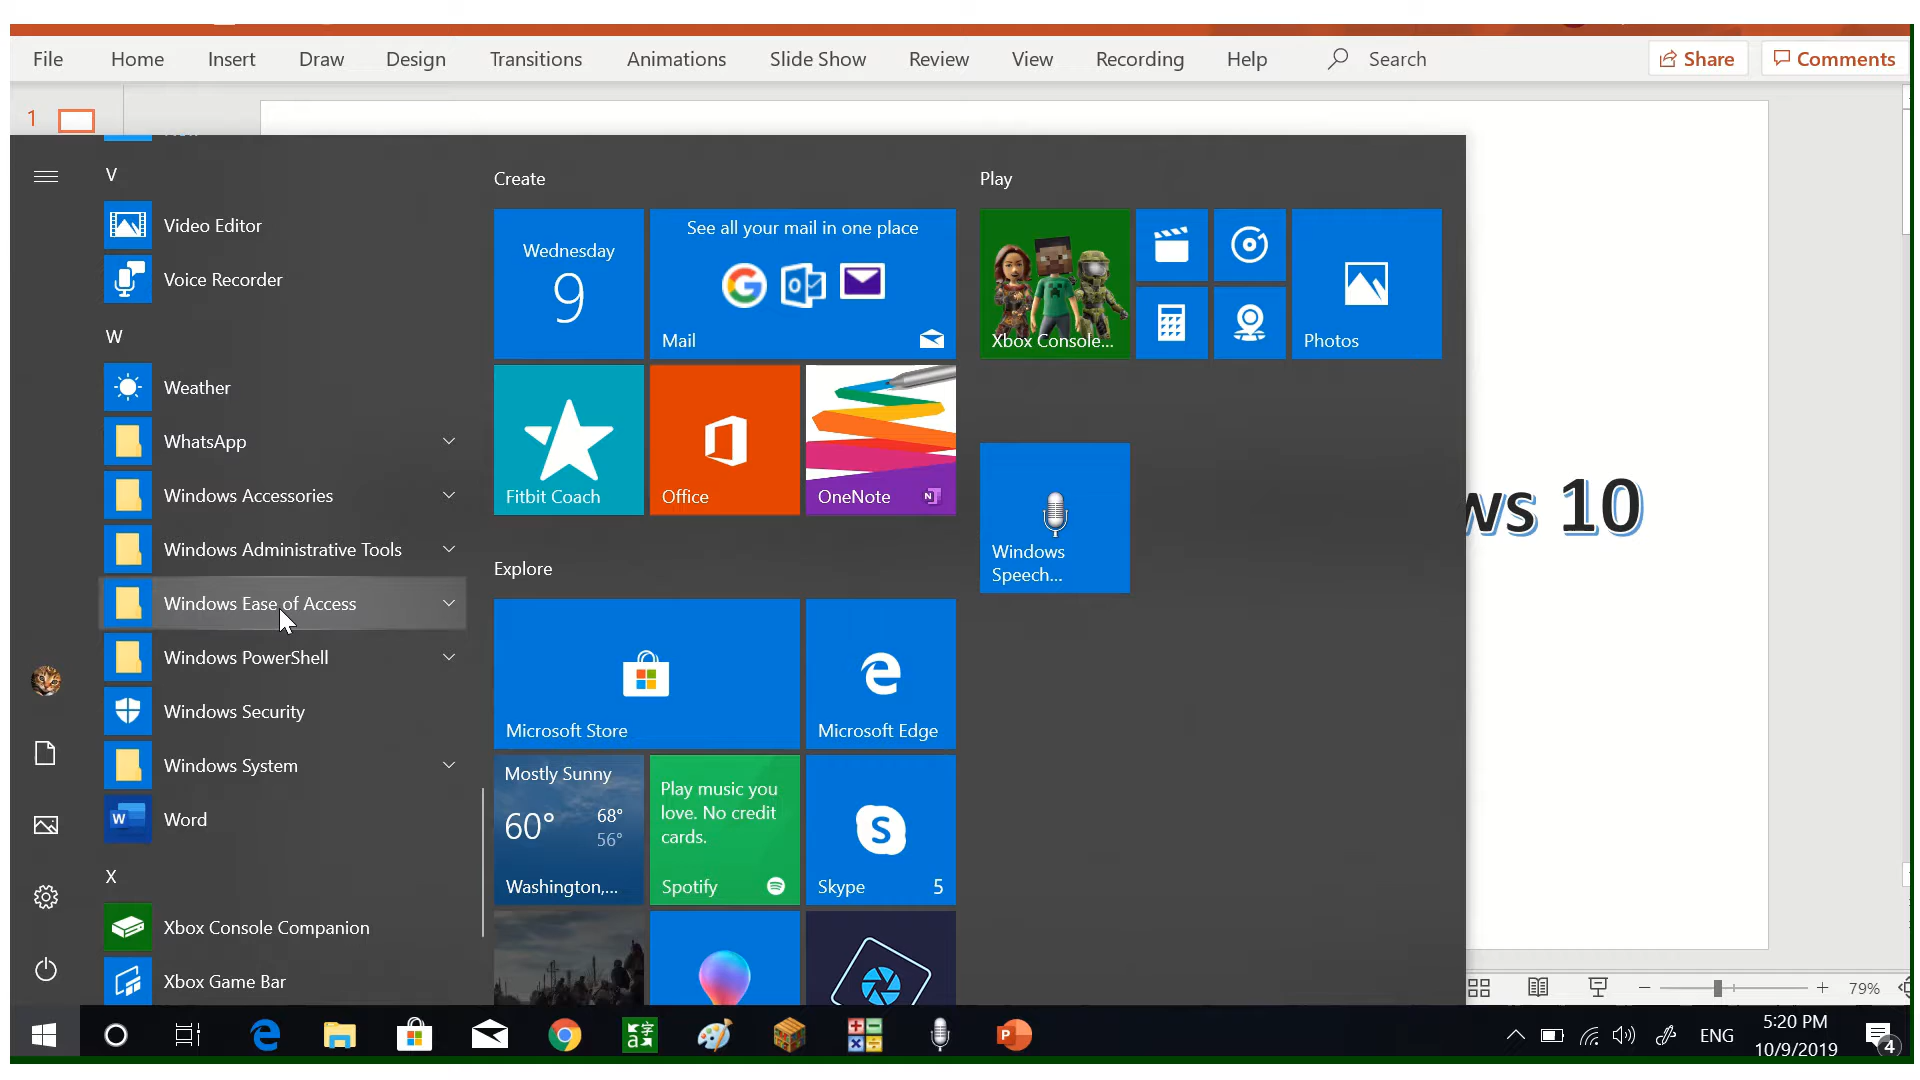 File Home Insert Draw Design Transitions Animations Slide Show Review View Recording Help Search Share Comments
1
V
Video Editor
Voice Recorder
W
Weather
WhatsApp
Windows Accessories
Windows Administrative Tools
Windows Ease of Access
Windows PowerShell
Windows Security
Windows System
W
Word
X
Xbox Console Companion
Xbox Game Bar
Create
Wednesday
9
See all your mail in one place
Mail
Fitbit Coach
Office
OneNote
N
Explore
Microsoft Store
Microsoft Edge
Mostly Sunny
60° 68°
56°
Washington,...
Play music you
love. No credit
cards.
Spotify
S
Skype 5
Play
Xbox Console...
Photos
Windows
Speech...
ws 10
79%
a字
P
ENG
5:20 PM
10/9/2019
4